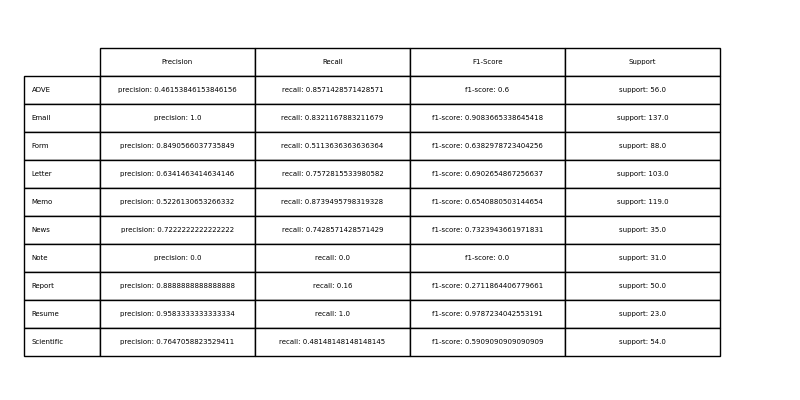 Precision Recall F1-Score Support
ADVE precision: 0.46153846153846156 recall: 0.8571428571428571 f1-score: 0.6 support: 56.0
Email precision: 1.0 recall: 0.8321167883211679 f1-score: 0.9083665338645418 support: 137.0
Form precision: 0.8490566037735849 recall: 0.5113636363636364 f1-score: 0.6382978723404256 support: 88.0
Letter precision: 0.6341463414634146 recall: 0.7572815533980582 f1-score: 0.6902654867256637 support: 103.0
Memo precision: 0.5226130653266332 recall: 0.8739495798319328 f1-score: 0.6540880503144654 support: 119.0
News precision: 0.7222222222222222 recall: 0.7428571428571429 f1-score: 0.7323943661971831 support: 35.0
Note precision: 0.0 recall: 0.0 f1-score: 0.0 support: 31.0
Report precision: 0.8888888888888888 recall: 0.16 f1-score: 0.2711864406779661 support: 50.0
Resume precision: 0.9583333333333334 recall: 1.0 f1-score: 0.9787234042553191 support: 23.0
Scientific precision: 0.7647058823529411 recall: 0.48148148148148145 f1-score: 0.5909090909090909 support: 54.0